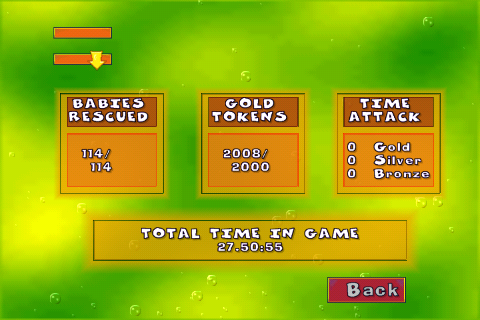 BABIES
RESCUED
114/
114
GOLD
TOKENS
2008/
2000
TIME
ATTACK
0 Gold
0 Silver
0 Bronze
TOTAL TIME IN GAME
27.50:55
Back